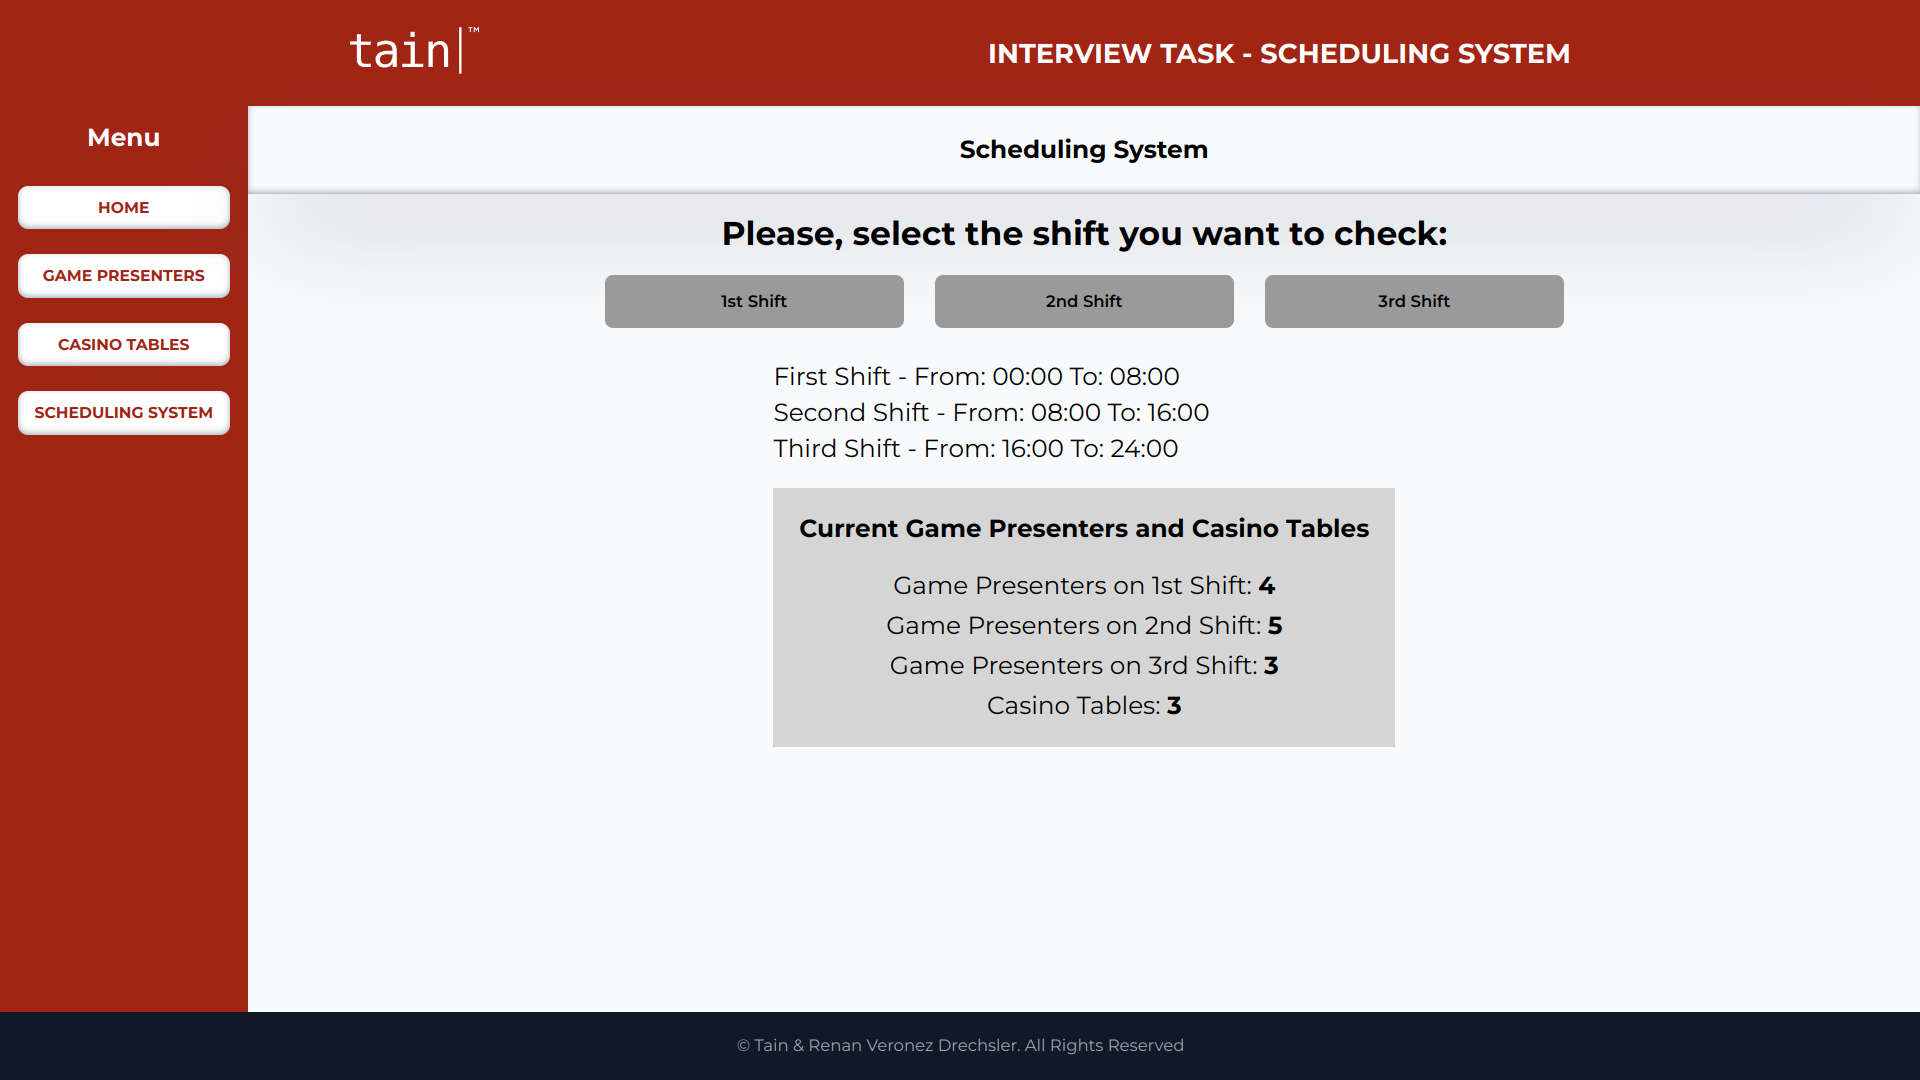 tain|™
INTERVIEW TASK - SCHEDULING SYSTEM
Menu
HOME
GAME PRESENTERS
CASINO TABLES
SCHEDULING SYSTEM
Scheduling System
Please, select the shift you want to check:
1st Shift
2nd Shift
3rd Shift
First Shift - From: 00:00 To: 08:00
Second Shift - From: 08:00 To: 16:00
Third Shift - From: 16:00 To: 24:00
Current Game Presenters and Casino Tables
Game Presenters on 1st Shift: 4
Game Presenters on 2nd Shift: 5
Game Presenters on 3rd Shift: 3
Casino Tables: 3
© Tain & Renan Veronez Drechsler. All Rights Reserved